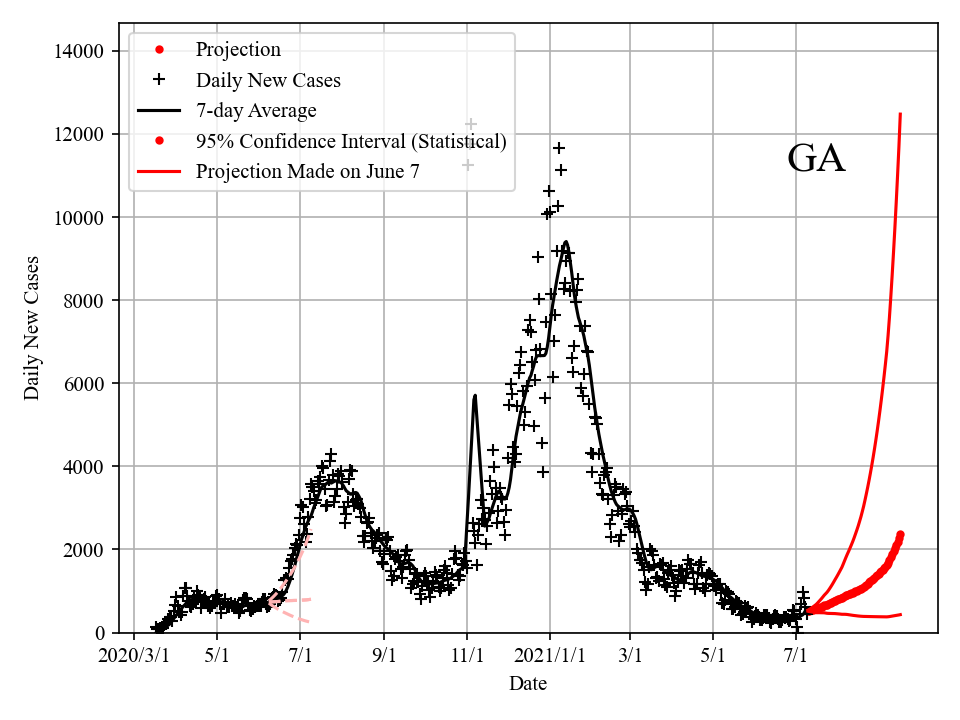 14000
12000
10000
8000
6000
4000
2000
0
Daily New Cases
Projection
Daily New Cases
7-day Average
95% Confidence Interval (Statistical)
Projection Made on June 7
GA
2020/3/1 5/1 7/1 9/1 11/1 2021/1/1 3/1 5/1 7/1
Date